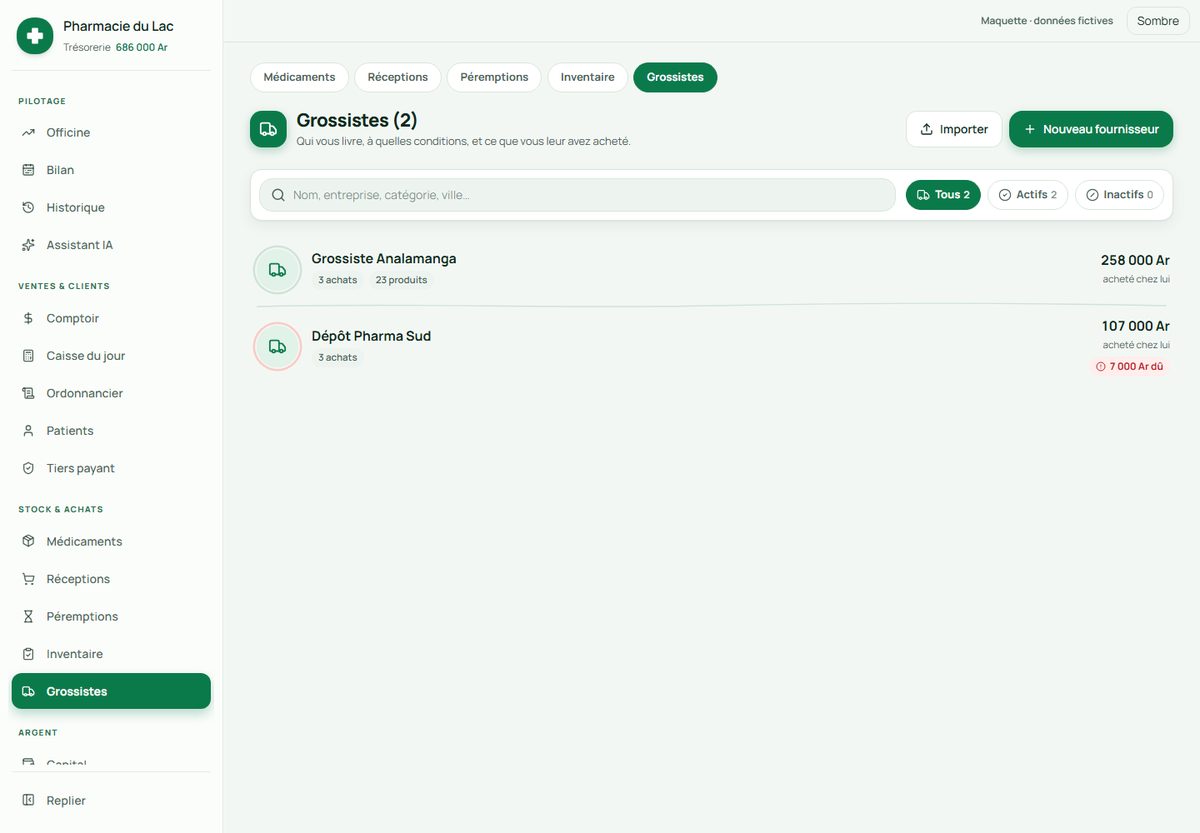 Pharmacie du Lac
Trésorerie 686 000 Ar
Maquette · données fictives
Sombre
PILOTAGE
Officine
Bilan
Historique
Assistant IA
VENTES & CLIENTS
Comptoir
Caisse du jour
Ordonnancier
Patients
Tiers payant
STOCK & ACHATS
Médicaments
Réceptions
Péremptions
Inventaire
Grossistes
ARGENT
Capital
Replier
Médicaments
Réceptions
Péremptions
Inventaire
Grossistes
Grossistes (2)
Qui vous livre, à quelles conditions, et ce que vous leur avez acheté.
Importer
Nouveau fournisseur
Nom, entreprise, catégorie, ville...
Tous 2
Actifs 2
Inactifs 0
Grossiste Analamanga
3 achats 23 produits
258 000 Ar
acheté chez lui
Dépôt Pharma Sud
3 achats
107 000 Ar
acheté chez lui
7 000 Ar dû